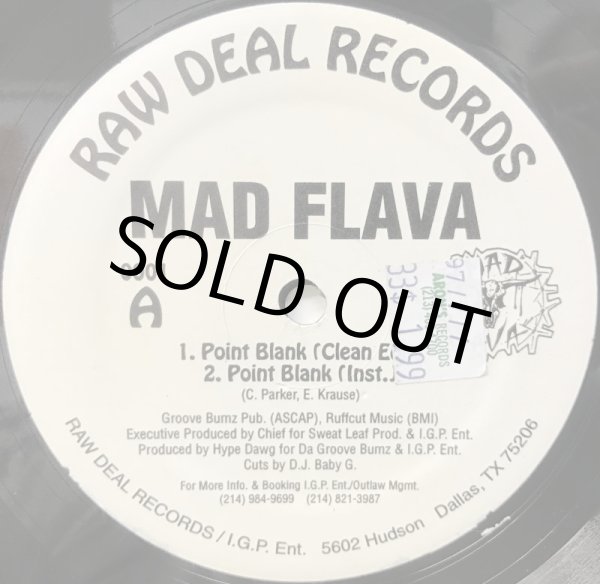 RAW DEAL RECORDS
MAD FLAVA
SOLD OUT
A
1. Point Blank (Clean
2. Point Blank (Inst.)
(C. Parker, E. Krause)
Groove Bumz Pub. (ASCAP), Ruffcut Music (BMI)
Executive Produced by Chief for Sweat Leaf Prod. & I.G.P. Ent.
Produced by Hype Dawg for Da Groove Bumz & I.G.P. Ent.
Cuts by D.J. Baby G.
For More Info. & Booking I.G.P. Ent./Outlaw Mgmt.
(214) 984-9699 (214) 821-3987
RAW DEAL RECORDS / I.G.P. Ent. 5602 Hudson Dallas, TX 75206
RECORDS